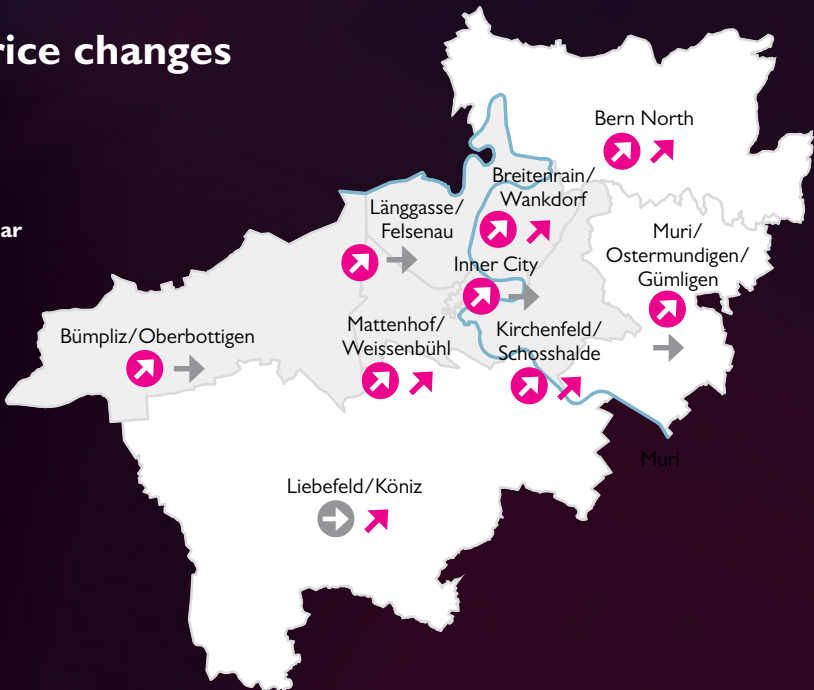 rice changes
ar
Bern North
Breitenrain/
Wankdorf
Länggasse/
Felsenau
Muri/
Ostermundigen/
Gümligen
Inner City
Bümpliz/Oberbottigen
Mattenhof/
Weissenbühl
Kirchenfeld/
Schosshalde
Muri
Liebefeld/Köniz